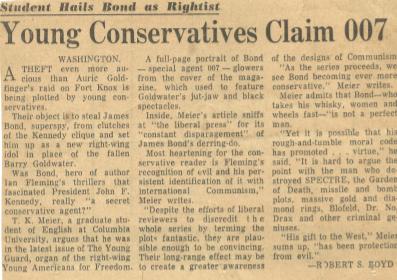 Student Hails Bond as Rightist
Young Conservatives Claim 007
WASHINGTON.
A THEFT even more au-
cious than Auric Gold-
finger's raid on Fort Knox is
being plotted by young con-
servatives.
Their object is to steal James
Bond, superspy, from clutches
of the Kennedy clique and set
him up as a new right-wing
idol in place of the fallen
Barry Goldwater.
Was Bond, hero of author
Ian Fleming's thrillers that
fascinated President John F.
Kennedy, really "a secret
conservative agent?"
T. K. Meier, a graduate stu-
dent of English at Columbia
University, argues that he was
in the latest issue of The Young
Guard, organ of the right-wing
Young Americans for Freedom.
A full-page portrait of Bond
—special agent 007 — glowers
from the cover of the maga-
zine, which used to feature
Goldwater's jut-jaw and black
spectacles.
Inside, Meier's article sniffs
at "the liberal press" for its
"constant disparagement" of
James Bond's derring-do.
Most heartening for the con-
servative reader is Fleming's
recognition of evil and his per-
sistent identification of it with
international Communism,"
Meier writes.
"Despite the efforts of liberal
reviewers to discredit the
whole series by terming the
plots fantastic, they are plau-
sible enough to be convincing.
Their long-range effect may be
to create a greater awareness
of the designs of Communism
"As the series proceeds, we
see Bond becoming ever more
conservative," Meier writes.
Meier admits that Bond—who
takes his whisky, women and
wheels fast—"is not a perfect
man.
"Yet it is possible that his
rough-and-tumble moral code
has promoted . . . virtue," he
said. "It is hard to argue the
point with the man who de-
stroyed SPECTRE, the Garden
of Death, missile and bomb
plots, massive gold and dia-
mond rings, Blofeld, Dr. No,
Drax and other criminal ge-
niuses.
"His gift to the West," Meier
sums up, "has been protection
from evil."
—ROBERT S. BOYD